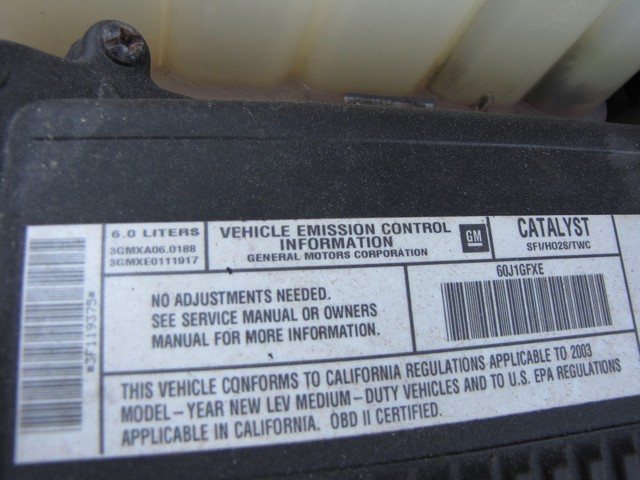 *3F119375*
6.0 LITERS
3GMXA06.0188
3GMXE0111917
VEHICLE EMISSION CONTROL
INFORMATION
GENERAL MOTORS CORPORATION
GM
CATALYST
SFI/HO2S/TWC
NO ADJUSTMENTS NEEDED.
SEE SERVICE MANUAL OR OWNERS
MANUAL FOR MORE INFORMATION.
60J1GFXE
THIS VEHICLE CONFORMS TO CALIFORNIA REGULATIONS APPLICABLE TO 2003
MODEL-YEAR NEW LEV MEDIUM-DUTY VEHICLES AND TO U.S. EPA REGULATIONS
APPLICABLE IN CALIFORNIA. OBD II CERTIFIED.